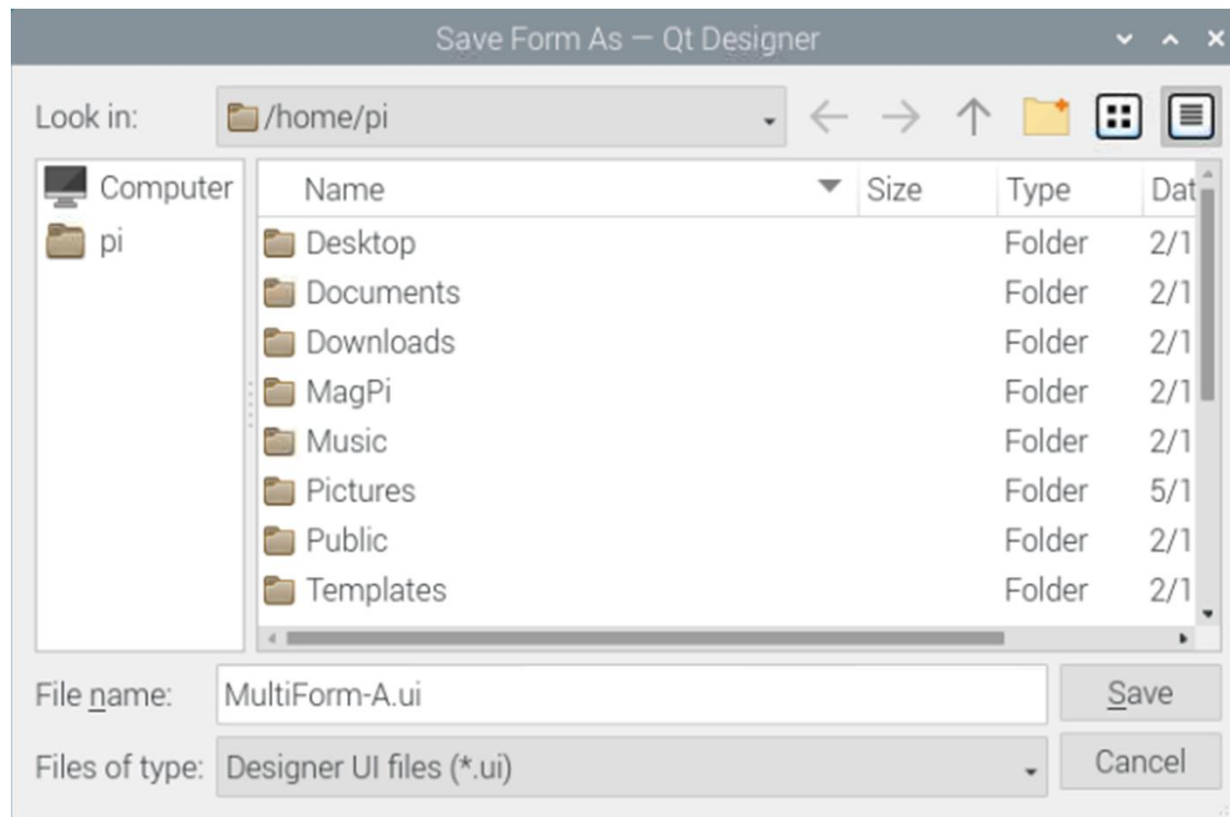 Save Form As — Qt Designer
Look in: /home/pi
Computer
pi
Name Size Type Dat
Desktop Folder 2/1
Documents Folder 2/1
Downloads Folder 2/1
MagPi Folder 2/1
Music Folder 2/1
Pictures Folder 5/1
Public Folder 2/1
Templates Folder 2/1
File name: MultiForm-A.ui Save
Files of type: Designer UI files (*.ui) Cancel